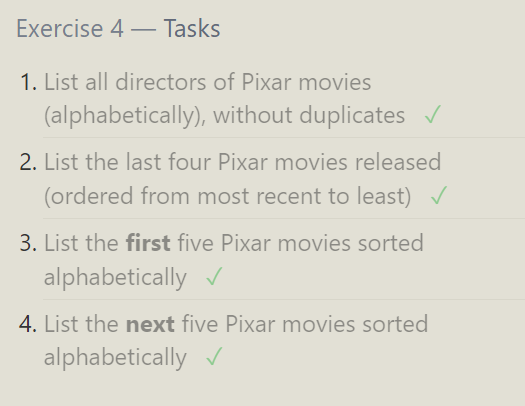 Exercise 4 — Tasks
1. List all directors of Pixar movies
(alphabetically), without duplicates ✓
2. List the last four Pixar movies released
(ordered from most recent to least) ✓
3. List the first five Pixar movies sorted
alphabetically ✓
4. List the next five Pixar movies sorted
alphabetically ✓